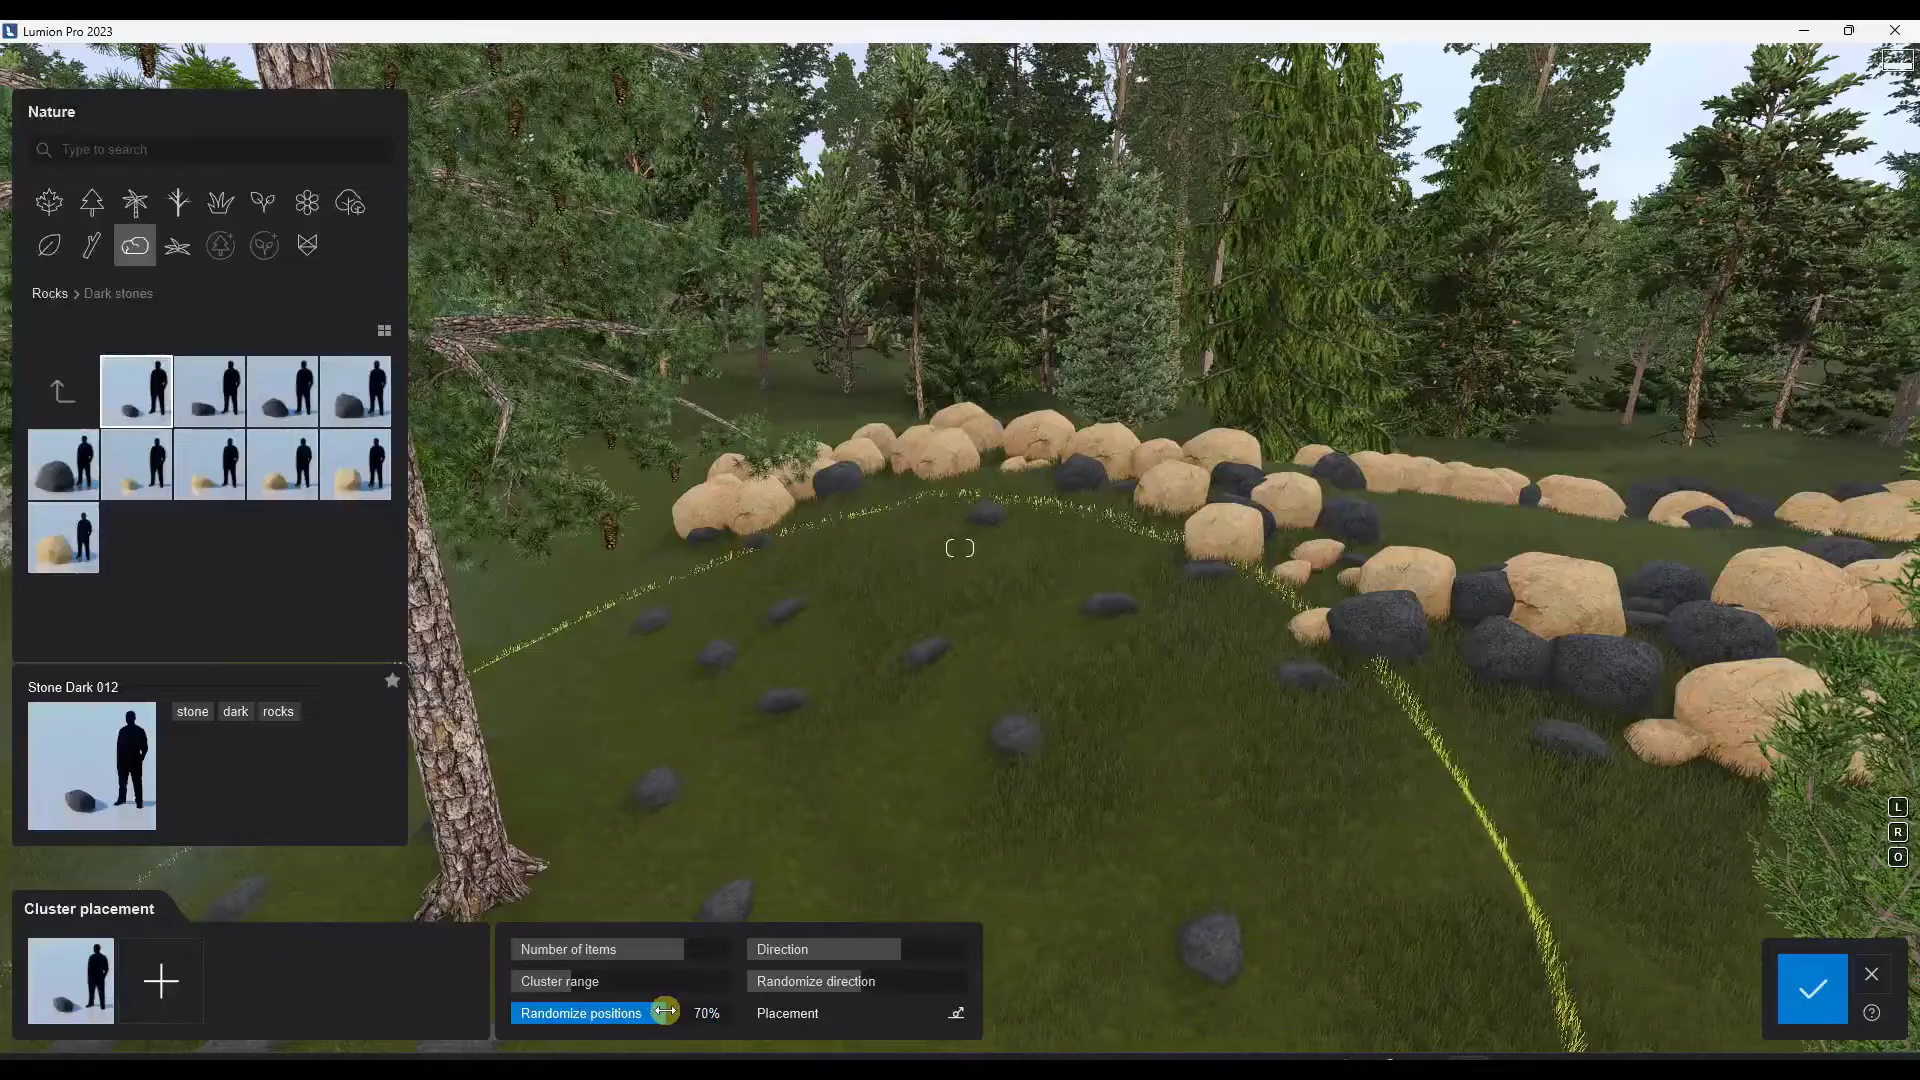 Lumion Pro 2023
Nature
Type to search
Rocks > Dark stones
Stone Dark 012
stone dark rocks
L
R
O
Cluster placement
Number of items
Direction
Cluster range
Randomize direction
Randomize positions 70%
Placement